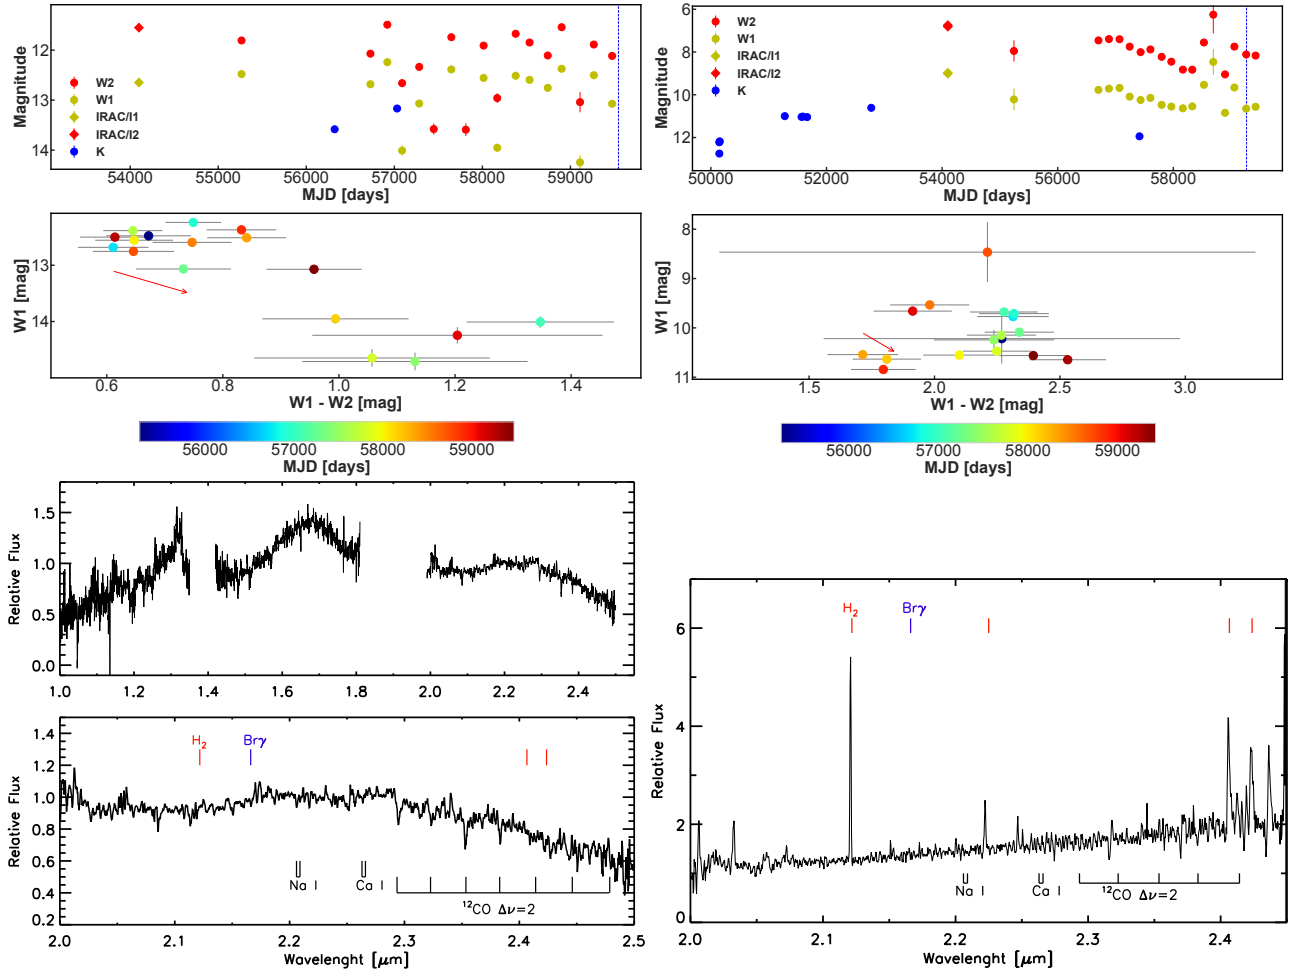 12
13
14
Magnitude
W2
W1
IRAC/I1
IRAC/I2
K
54000 55000 56000 57000 58000 59000
MJD [days]
6
8
10
12
Magnitude
W2
W1
IRAC/I1
IRAC/I2
K
50000 52000 54000 56000 58000
MJD [days]
13
14
W1 [mag]
0.6 0.8 1.0 1.2 1.4
W1 - W2 [mag]
56000 57000 58000 59000
MJD [days]
8
9
10
11
W1 [mag]
1.5 2.0 2.5 3.0
W1 - W2 [mag]
56000 57000 58000 59000
MJD [days]
1.5
1.0
0.5
0.0
Relative Flux
1.0 1.2 1.4 1.6 1.8 2.0 2.2 2.4
1.4
1.2
1.0
0.8
0.6
0.4
0.2
Relative Flux
H₂ Brγ
Na I Ca I
¹²CO Δν=2
2.0 2.1 2.2 2.3 2.4 2.5
Wavelenght [μm]
6
4
2
0
Relative Flux
H₂ Brγ
Na I Ca I ¹²CO Δν=2
2.0 2.1 2.2 2.3 2.4
Wavelenght [μm]